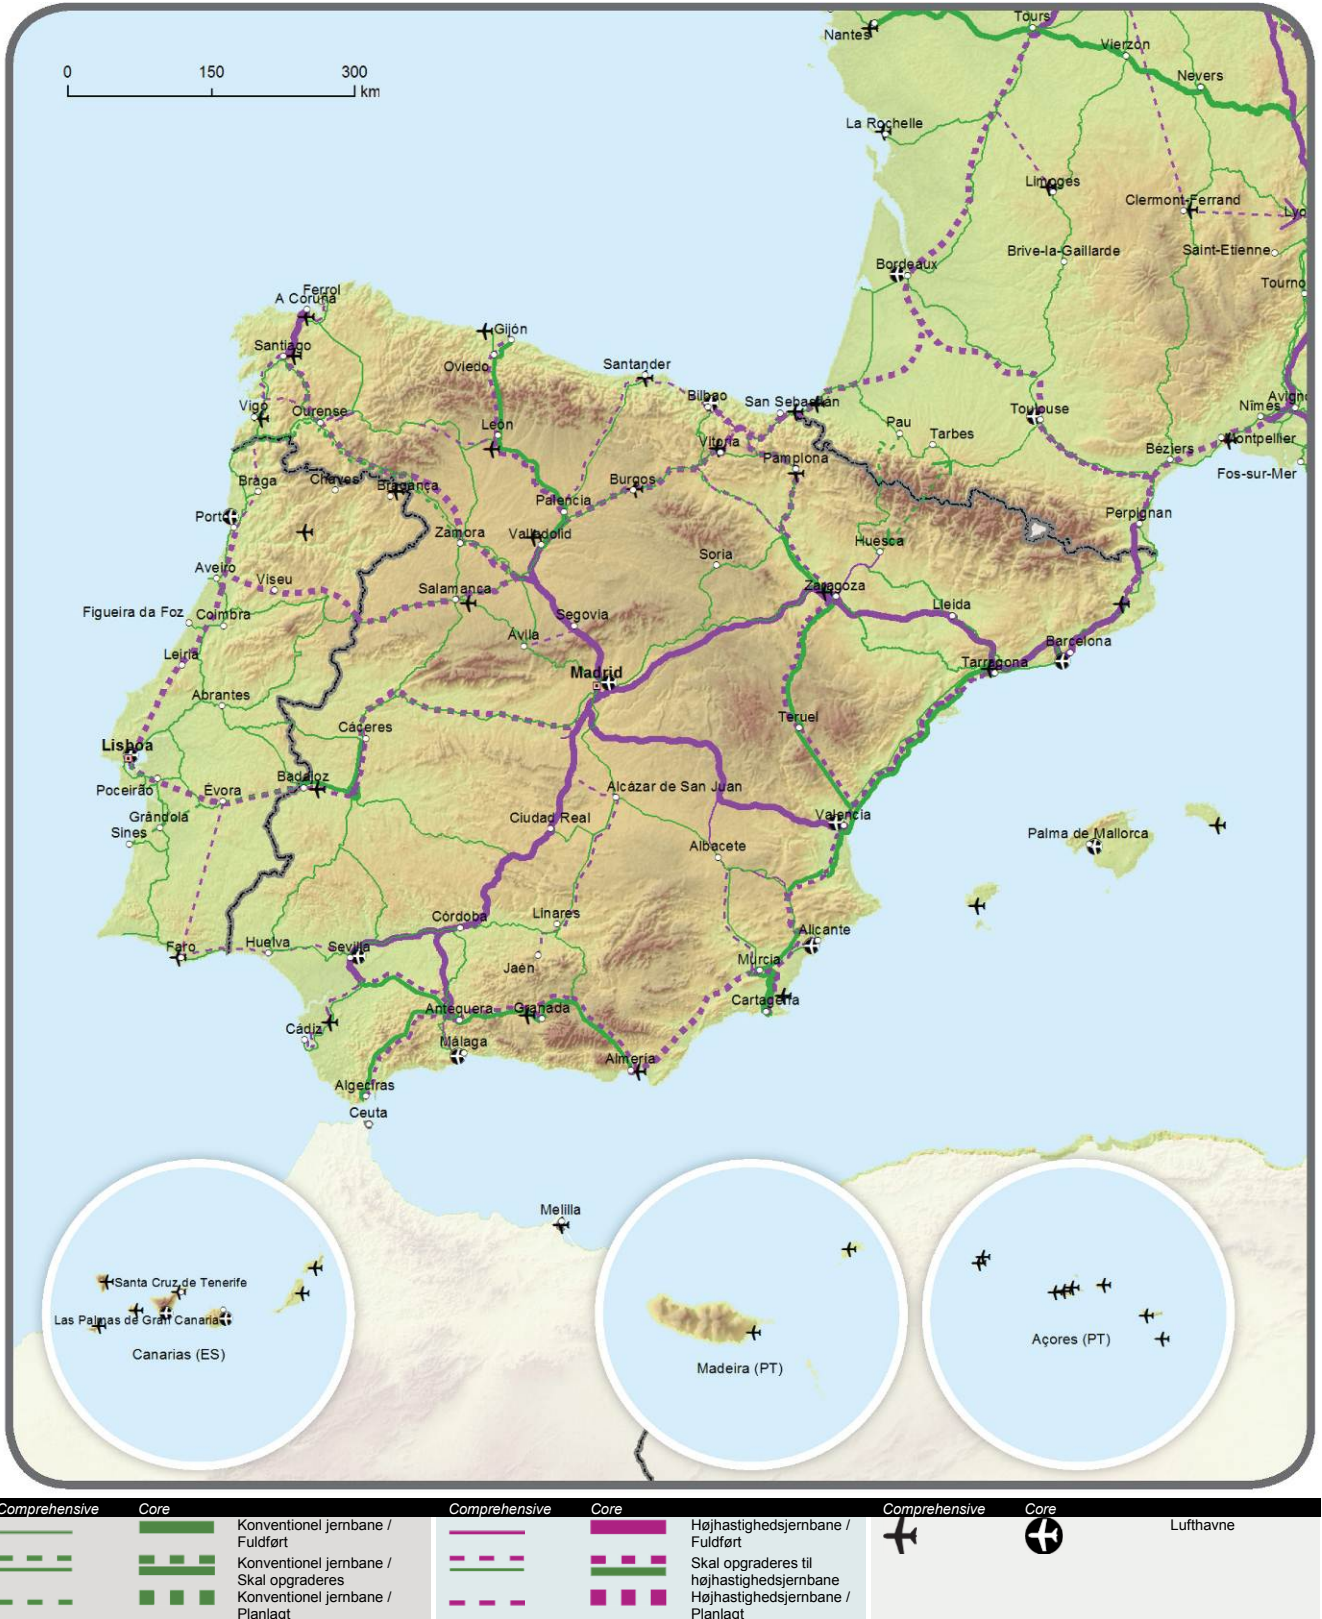 Tours
Nantes
Vierzon
Nevers
0 150 300
km
La Rochelle
Limoges
Clermont-Ferrand
Lyo
Brive-la-Gaillarde
Saint-Etienne
Bordeaux
Tourno
Ferrol
A Coruña
Gijón
Santiago
Oviedo
Santander
Bilbao
San Sebastián
Toulouse
Avigno
Nîmes
Vigo
Ourense
León
Pau
Tarbes
Montpellier
Vitoria
Béziers
Pamplona
Fos-sur-Mer
Braga
Chaves
Bragança
Burgos
Palencia
Perpignan
Porto
Zamora
Valladolid
Huesca
Soria
Aveiro
Viseu
Salamanca
Zaragoza
Lleida
Figueira da Foz
Coimbra
Segovia
Ávila
Barcelona
Leiria
Tarragona
Madrid
Abrantes
Cáceres
Teruel
Lisboa
Badajoz
Poceirão
Évora
Alcázar de San Juan
Grândola
Ciudad Real
Valencia
Sines
Palma de Mallorca
Albacete
Córdoba
Linares
Alicante
Faro
Huelva
Sevilla
Jaén
Murcia
Cartagena
Antequera
Granada
Cádiz
Málaga
Almería
Algeciras
Ceuta
Melilla
Santa Cruz de Tenerife
Las Palmas de Gran Canaria
Canarias (ES)
Madeira (PT)
Açores (PT)
Comprehensive Core
Konventionel jernbane /
Fuldført
Konventionel jernbane /
Skal opgraderes
Konventionel jernbane /
Planlagt
Comprehensive Core
Højhastighedsjernbane /
Fuldført
Skal opgraderes til
højhastighedsjernbane
Højhastighedsjernbane /
Planlagt
Comprehensive Core
Lufthavne